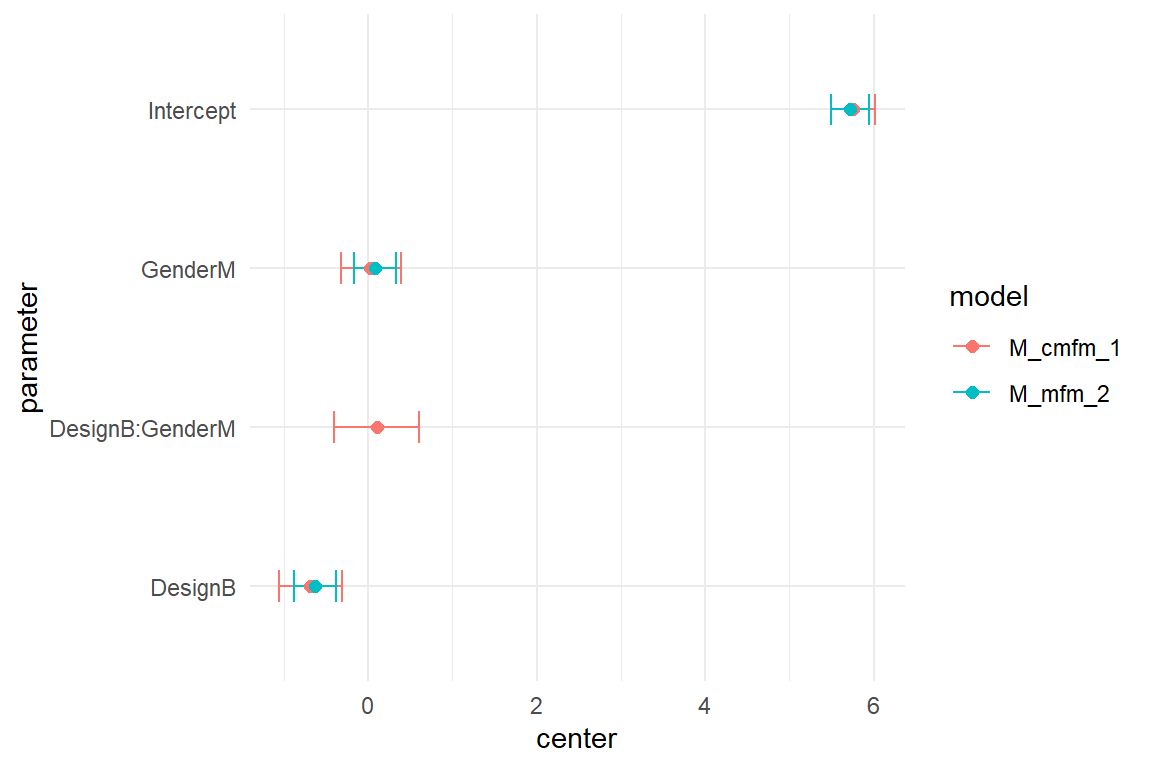 Intercept
GenderM
DesignB:GenderM
DesignB
parameter
0 2 4 6
center
model
M_cmfm_1
M_mfm_2